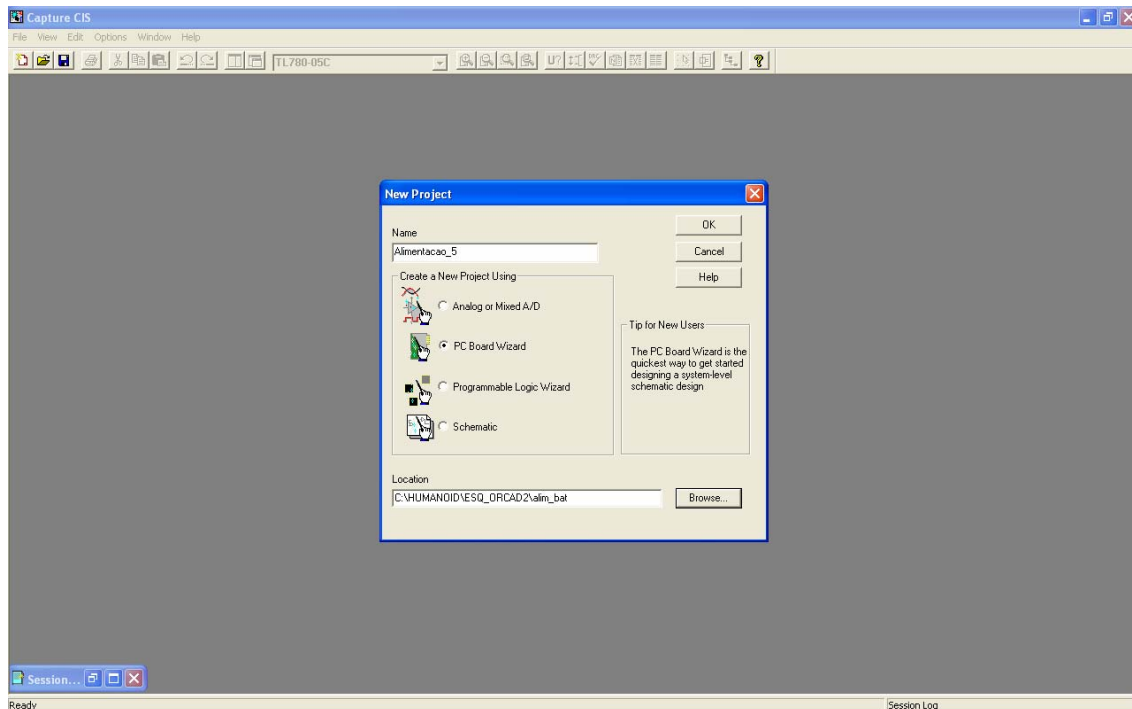 Capture CIS
File View Edit Options Window Help
TL780-05C
U?
New Project
Name
OK
Alimentacao_5
Cancel
Create a New Project Using
Help
Analog or Mixed A/D
Tip for New Users
PC Board Wizard
The PC Board Wizard is the
quickest way to get started
designing a system-level
schematic design
Programmable Logic Wizard
Schematic
Location
C:\HUMANOID\ESQ_ORCAD2\alim_bat
Browse...
Session...
Ready
Session Log